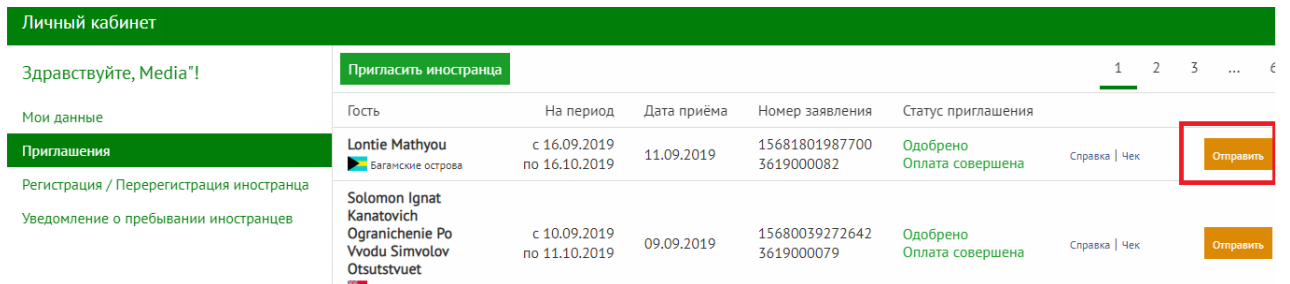 Личный кабинет
Здравствуйте, Media"!
Мои данные
Приглашения
Регистрация / Перерегистрация иностранца
Уведомление о пребывании иностранцев
Пригласить иностранца
1 2 3 ... 6
Гость На период Дата приёма Номер заявления Статус приглашения
Lontie Mathyou
Багамские острова
с 16.09.2019
по 16.10.2019
11.09.2019
15681801987700
3619000082
Одобрено
Оплата совершена
Справка | Чек
Отправить
Solomon Ignat
Kanatovich
Ogranichenie Po
Vvodu Simvolov
Otsutstvuet
с 10.09.2019
по 11.10.2019
09.09.2019
15680039272642
3619000079
Одобрено
Оплата совершена
Справка | Чек
Отправить